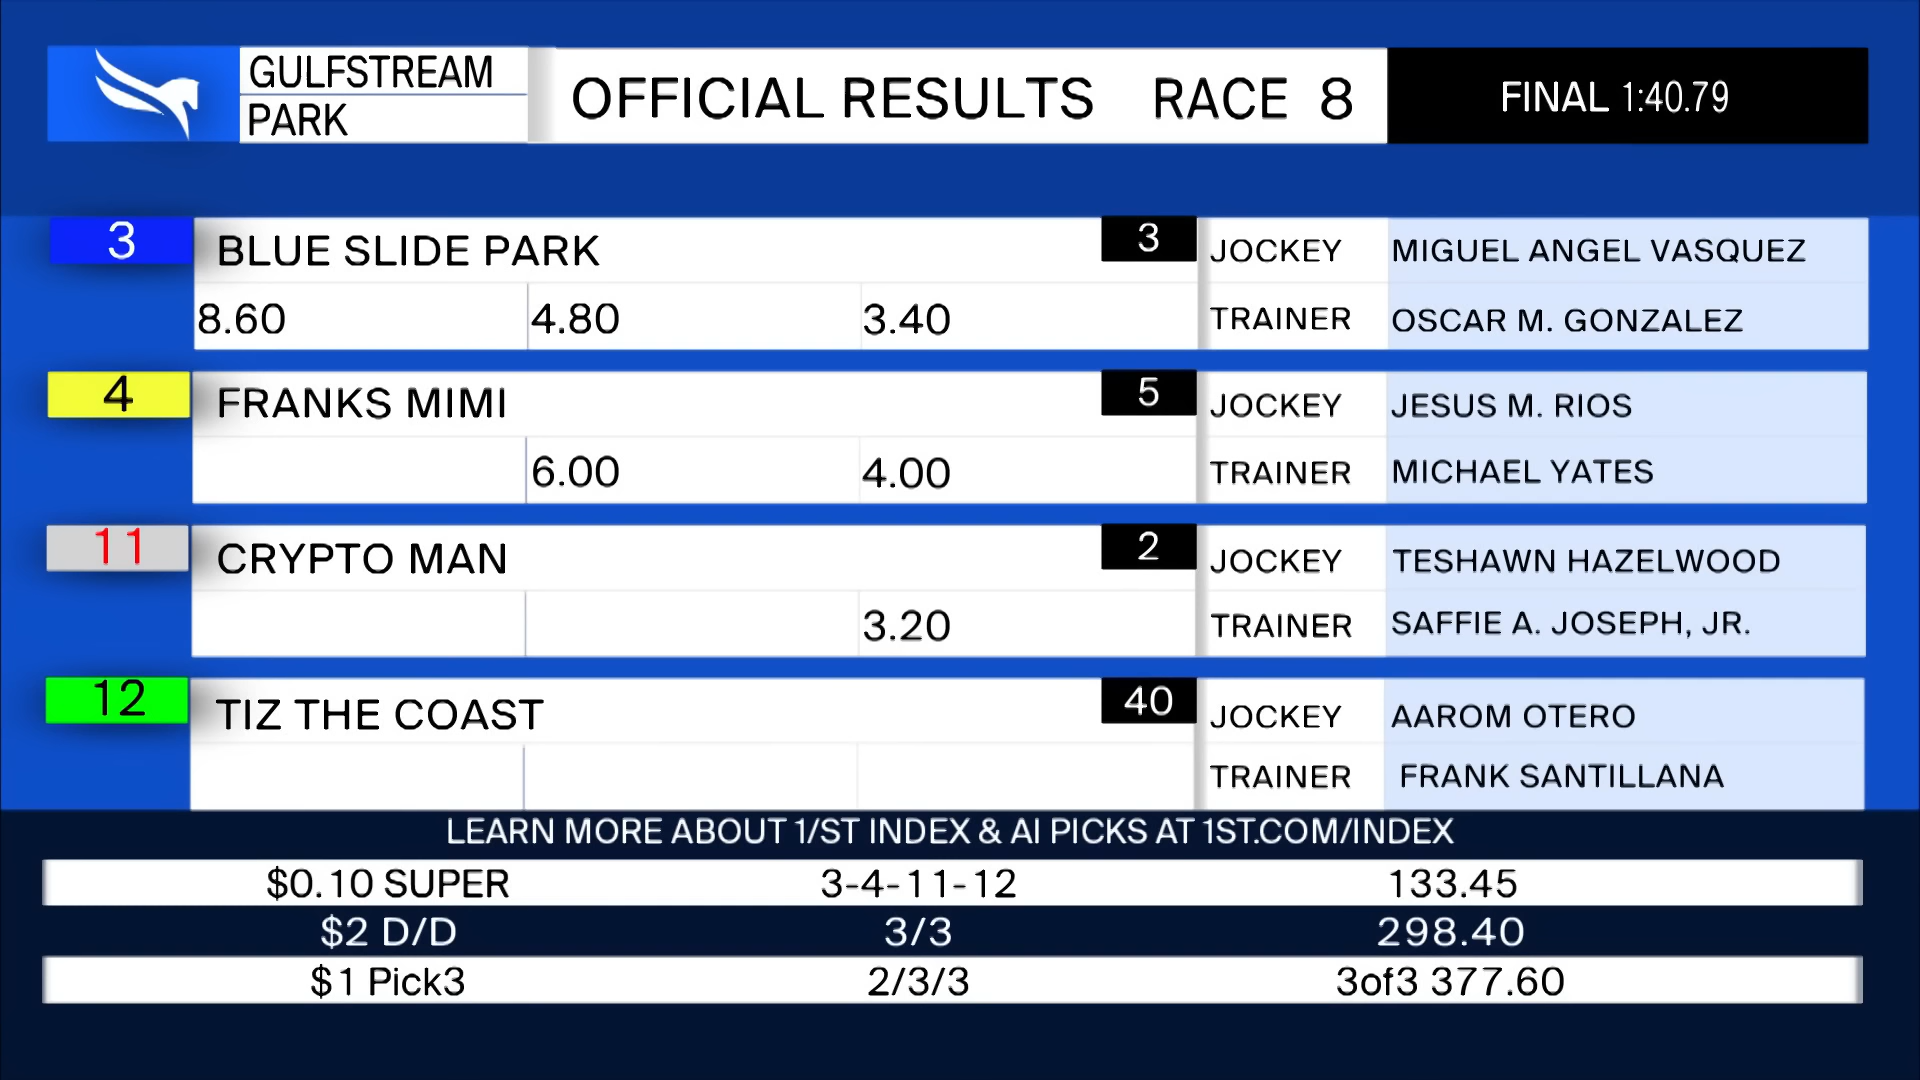 GULFSTREAM
PARK
OFFICIAL RESULTS RACE 8
FINAL 1:40.79
3 BLUE SLIDE PARK 3 JOCKEY MIGUEL ANGEL VASQUEZ
8.60 4.80 3.40 TRAINER OSCAR M. GONZALEZ
4 FRANKS MIMI 5 JOCKEY JESUS M. RIOS
6.00 4.00 TRAINER MICHAEL YATES
11 CRYPTO MAN 2 JOCKEY TESHAWN HAZELWOOD
3.20 TRAINER SAFFIE A. JOSEPH, JR.
12 TIZ THE COAST 40 JOCKEY AAROM OTERO
TRAINER FRANK SANTILLANA
LEARN MORE ABOUT 1/ST INDEX & AI PICKS AT 1ST.COM/INDEX
$0.10 SUPER 3-4-11-12 133.45
$2 D/D 3/3 298.40
$1 Pick3 2/3/3 3of3 377.60